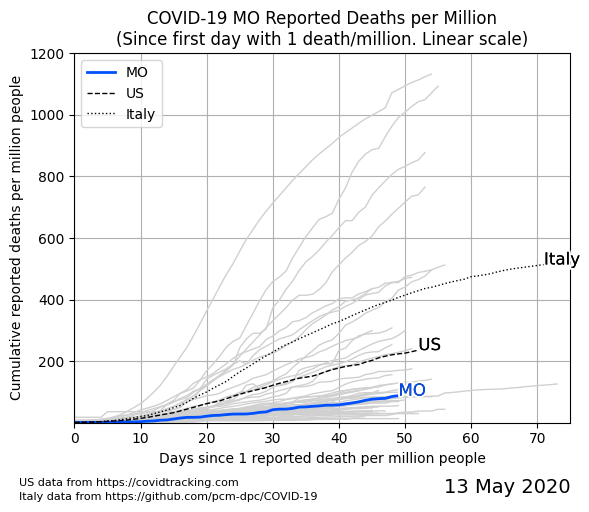 COVID-19 MO Reported Deaths per Million
(Since first day with 1 death/million. Linear scale)
Cumulative reported deaths per million people
1200
1000
800
600
400
200
MO
US
Italy
Italy
US
MO
0
10
20
30
40
50
60
70
Days since 1 reported death per million people
US data from https://covidtracking.com
Italy data from https://github.com/pcm-dpc/COVID-19
13 May 2020